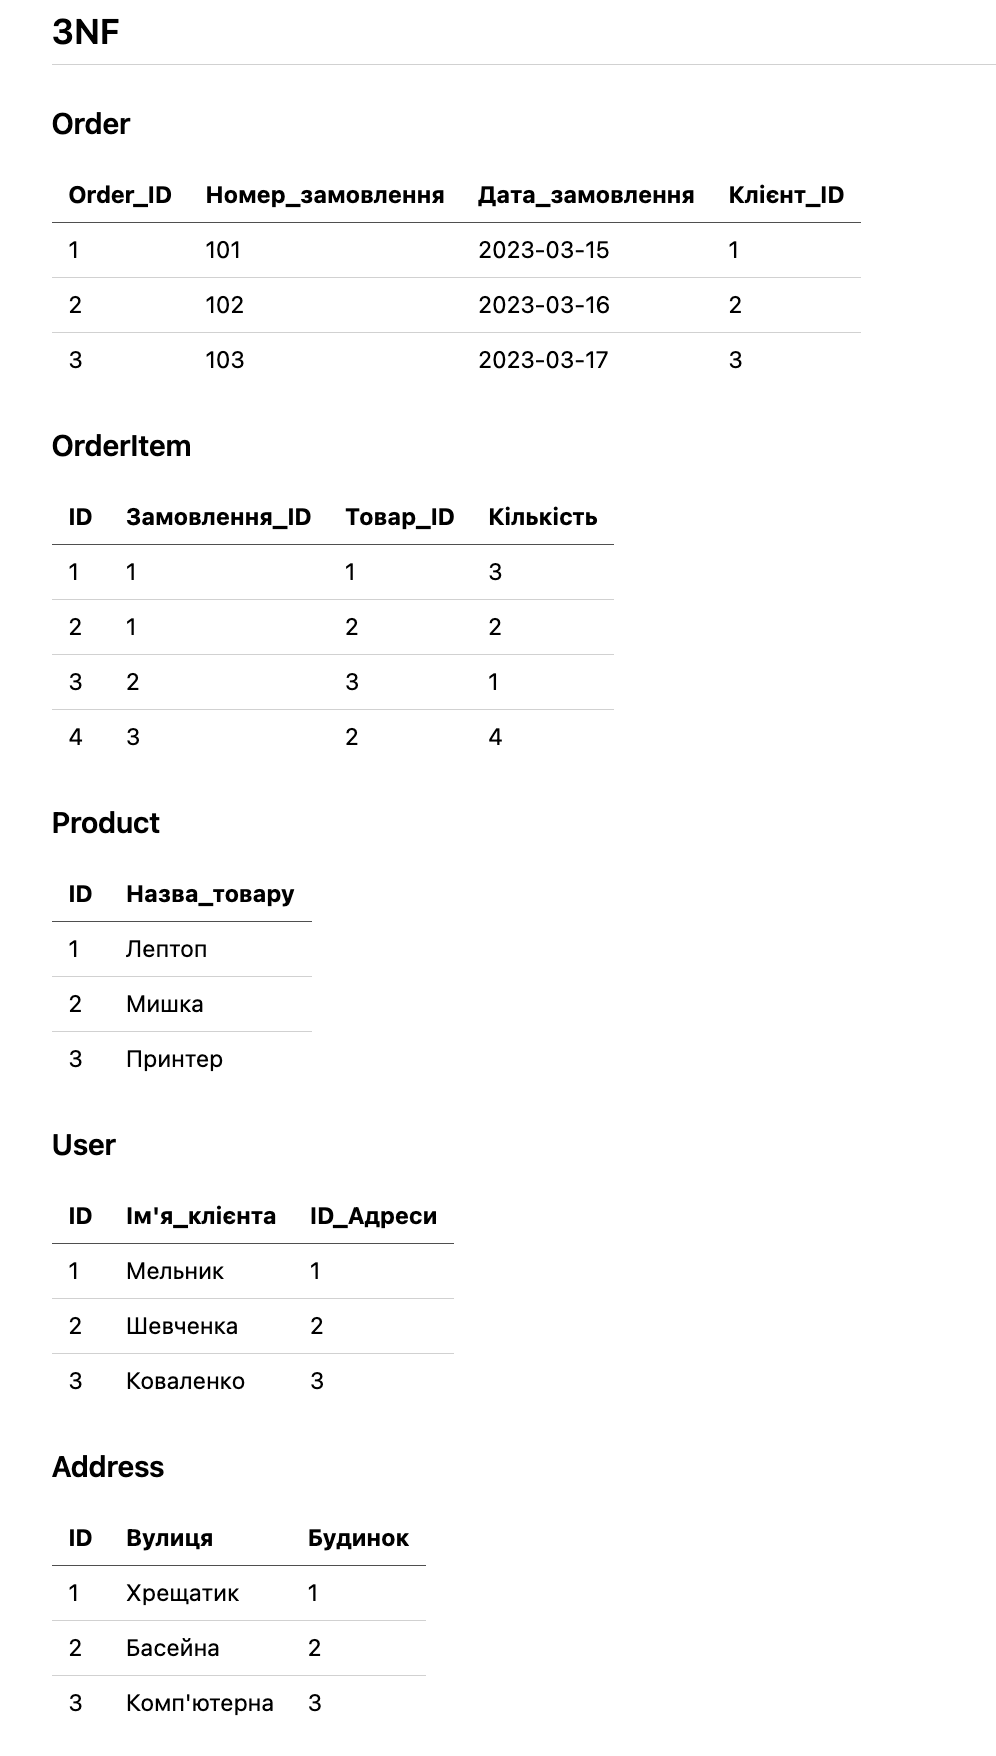 3NF
Order
Order_ID Номер_замовлення Дата_замовлення Клієнт_ID
1 101 2023-03-15 1
2 102 2023-03-16 2
3 103 2023-03-17 3
OrderItem
ID Замовлення_ID Товар_ID Кількість
1 1 1 3
2 1 2 2
3 2 3 1
4 3 2 4
Product
ID Назва_товару
1 Лептоп
2 Мишка
3 Принтер
User
ID Ім'я_клієнта ID_Адреси
1 Мельник 1
2 Шевченка 2
3 Коваленко 3
Address
ID Вулиця Будинок
1 Хрещатик 1
2 Басейна 2
3 Комп'ютерна 3